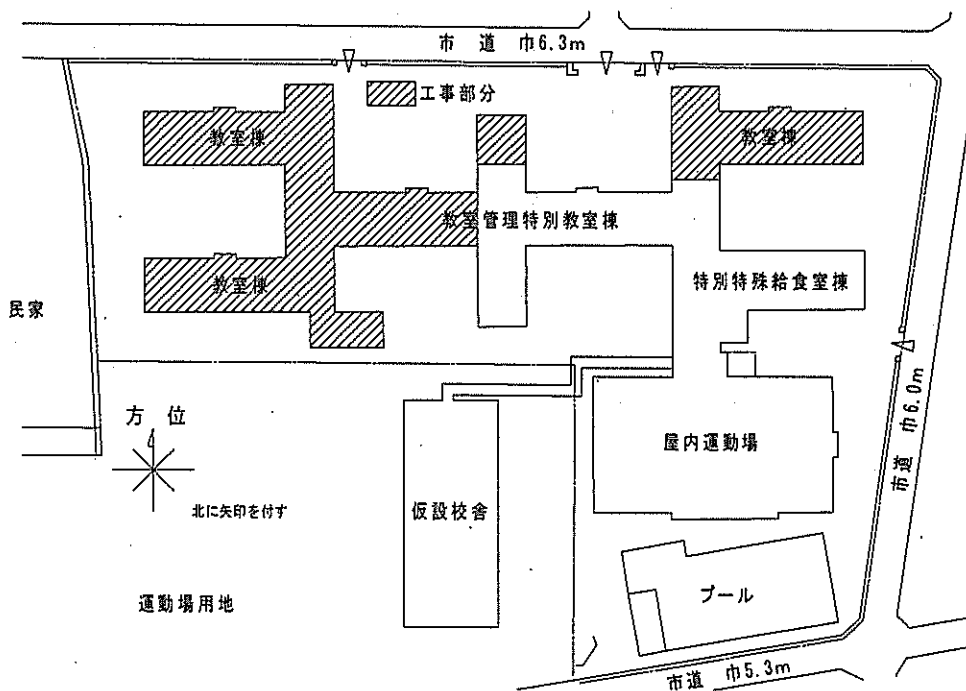 市道 巾6.3m
工事部分
教室棟
教室棟
教室管理特別教室棟
教室棟
特別特殊給食室棟
民家
市道 巾6.0m
方位
屋内運動場
仮設校舎
北に矢印を付す
運動場用地
プール
市道 巾5.3m